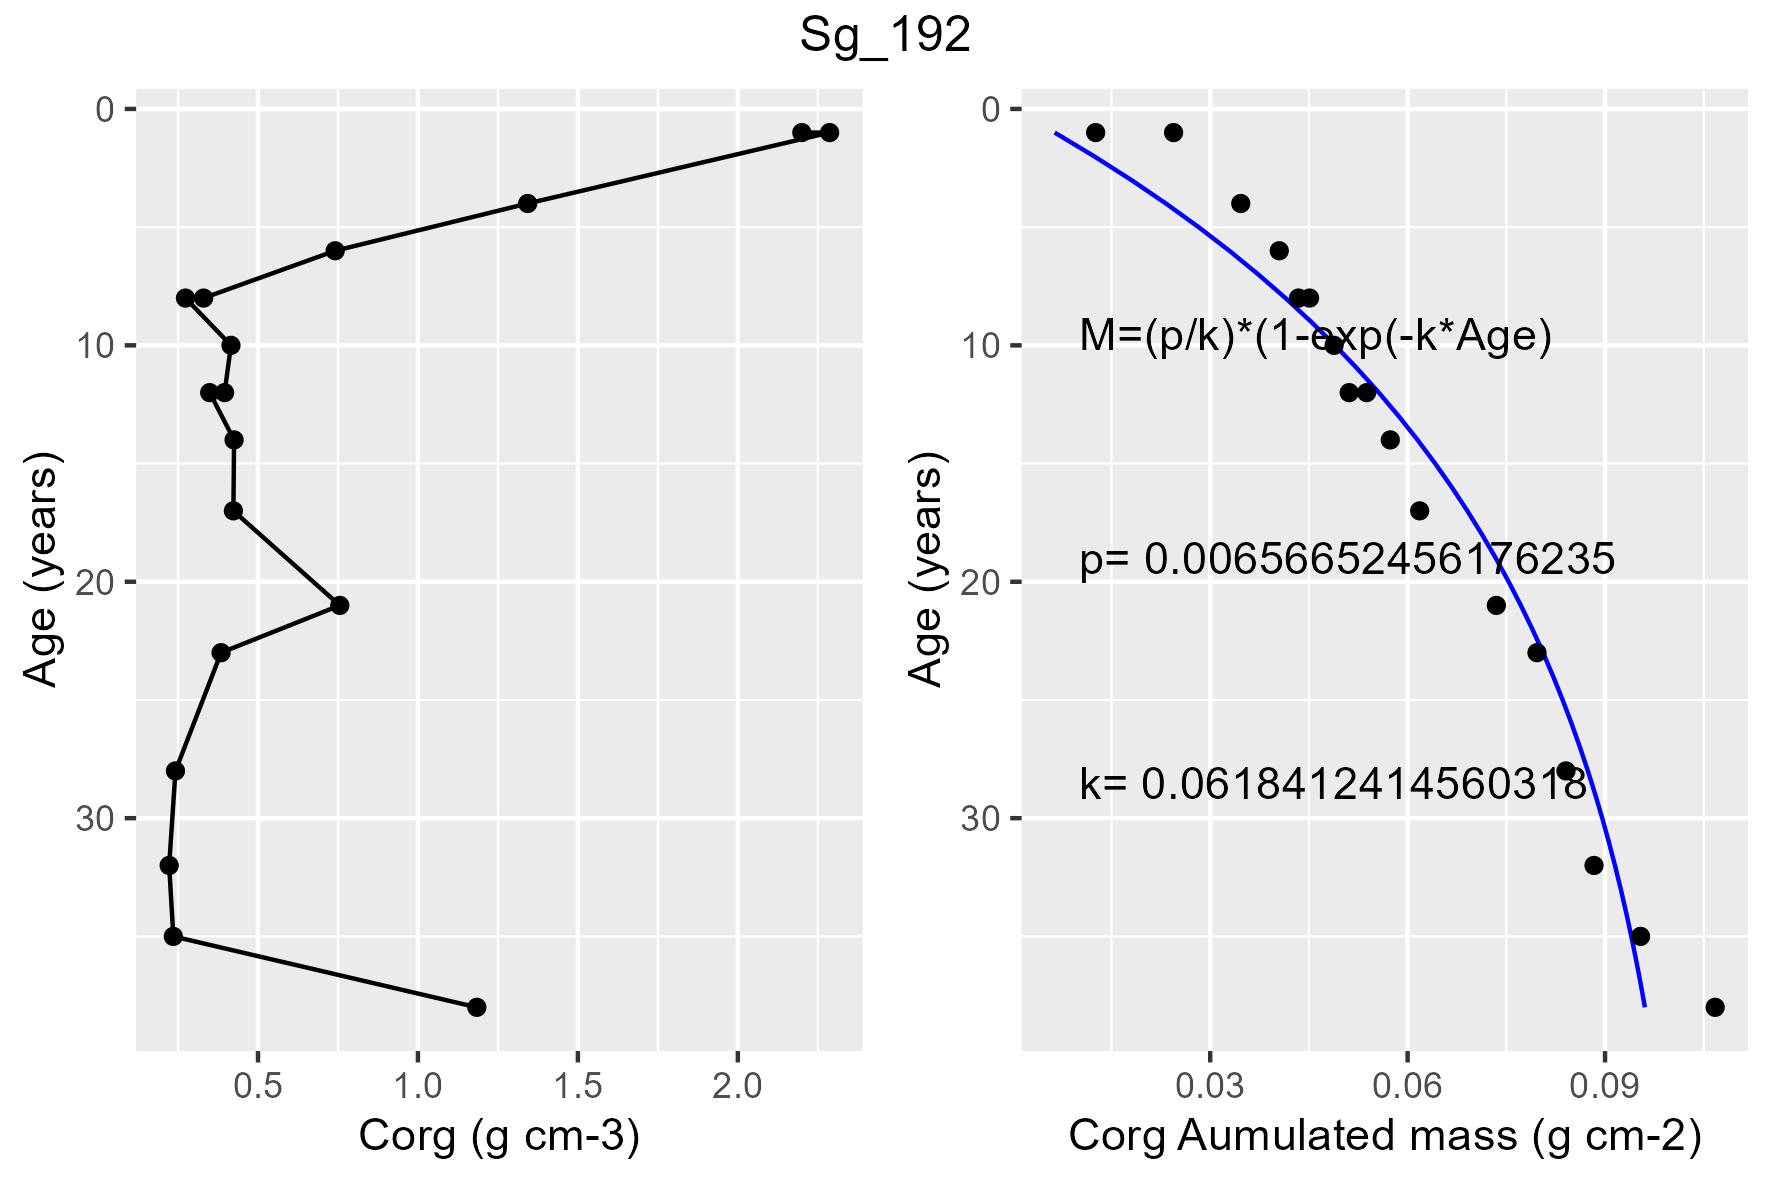 Sg_192
Age (years)
0
10
20
30
0.5 1.0 1.5 2.0
Corg (g cm-3)
Age (years)
0
10
20
30
M=(p/k)*(1-exp(-k*Age)
p= 0.00656652456176235
k= 0.0618412414560318
0.03 0.06 0.09
Corg Aumulated mass (g cm-2)